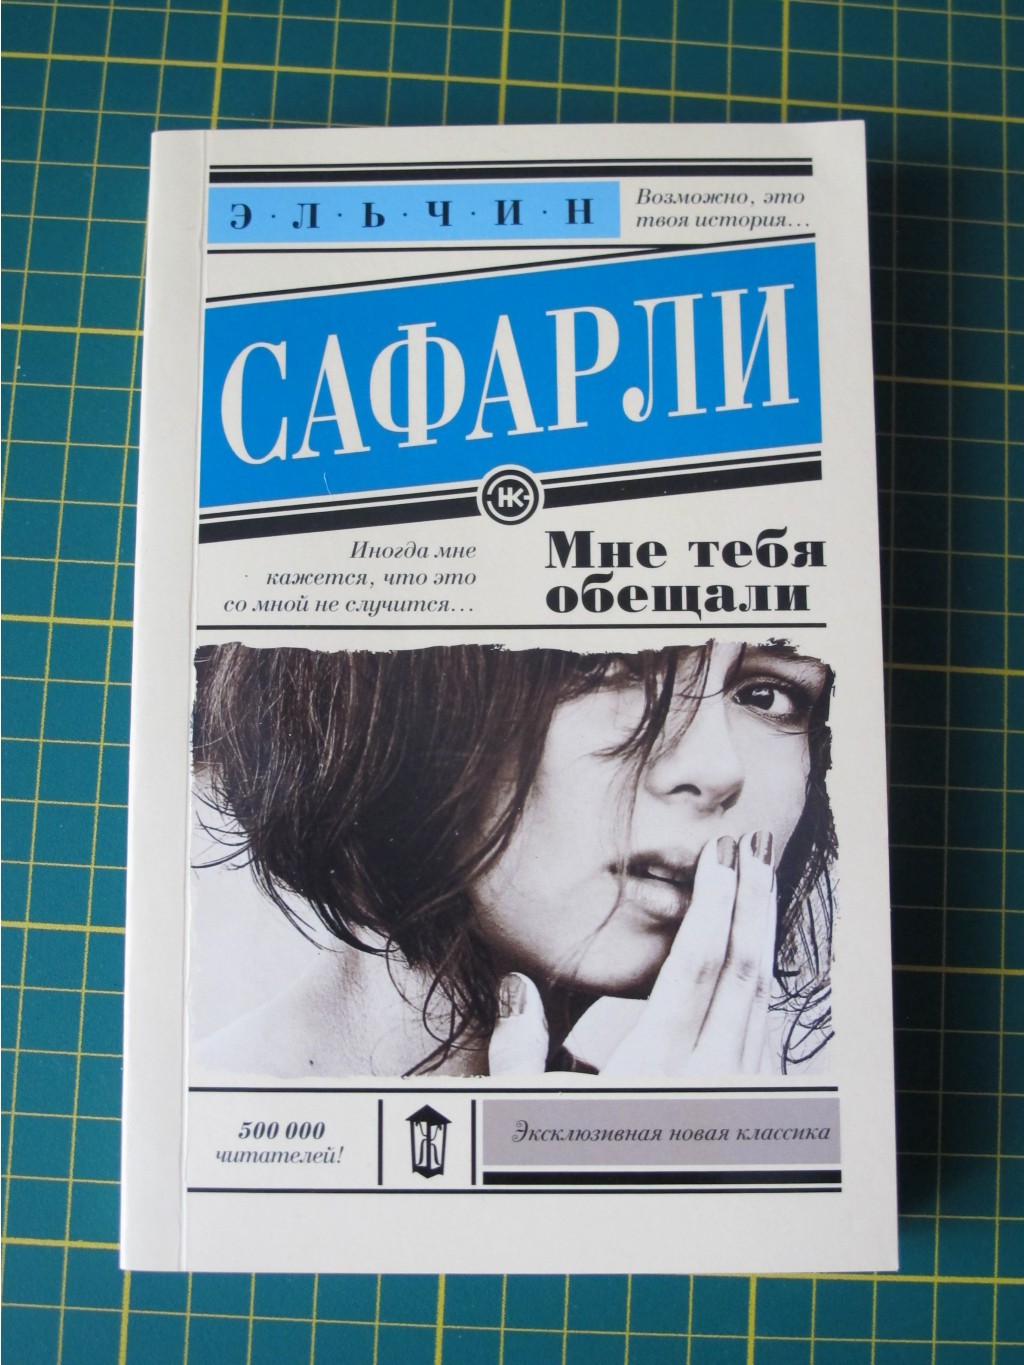 Э·Л·Ь·Ч·И·Н
Возможно, это
твоя история...
САФАРЛИ
НК
Иногда мне
кажется, что это
со мной не случится...
Мне тебя
обещали
500 000
читателей!
Ж
Эксклюзивная новая классика